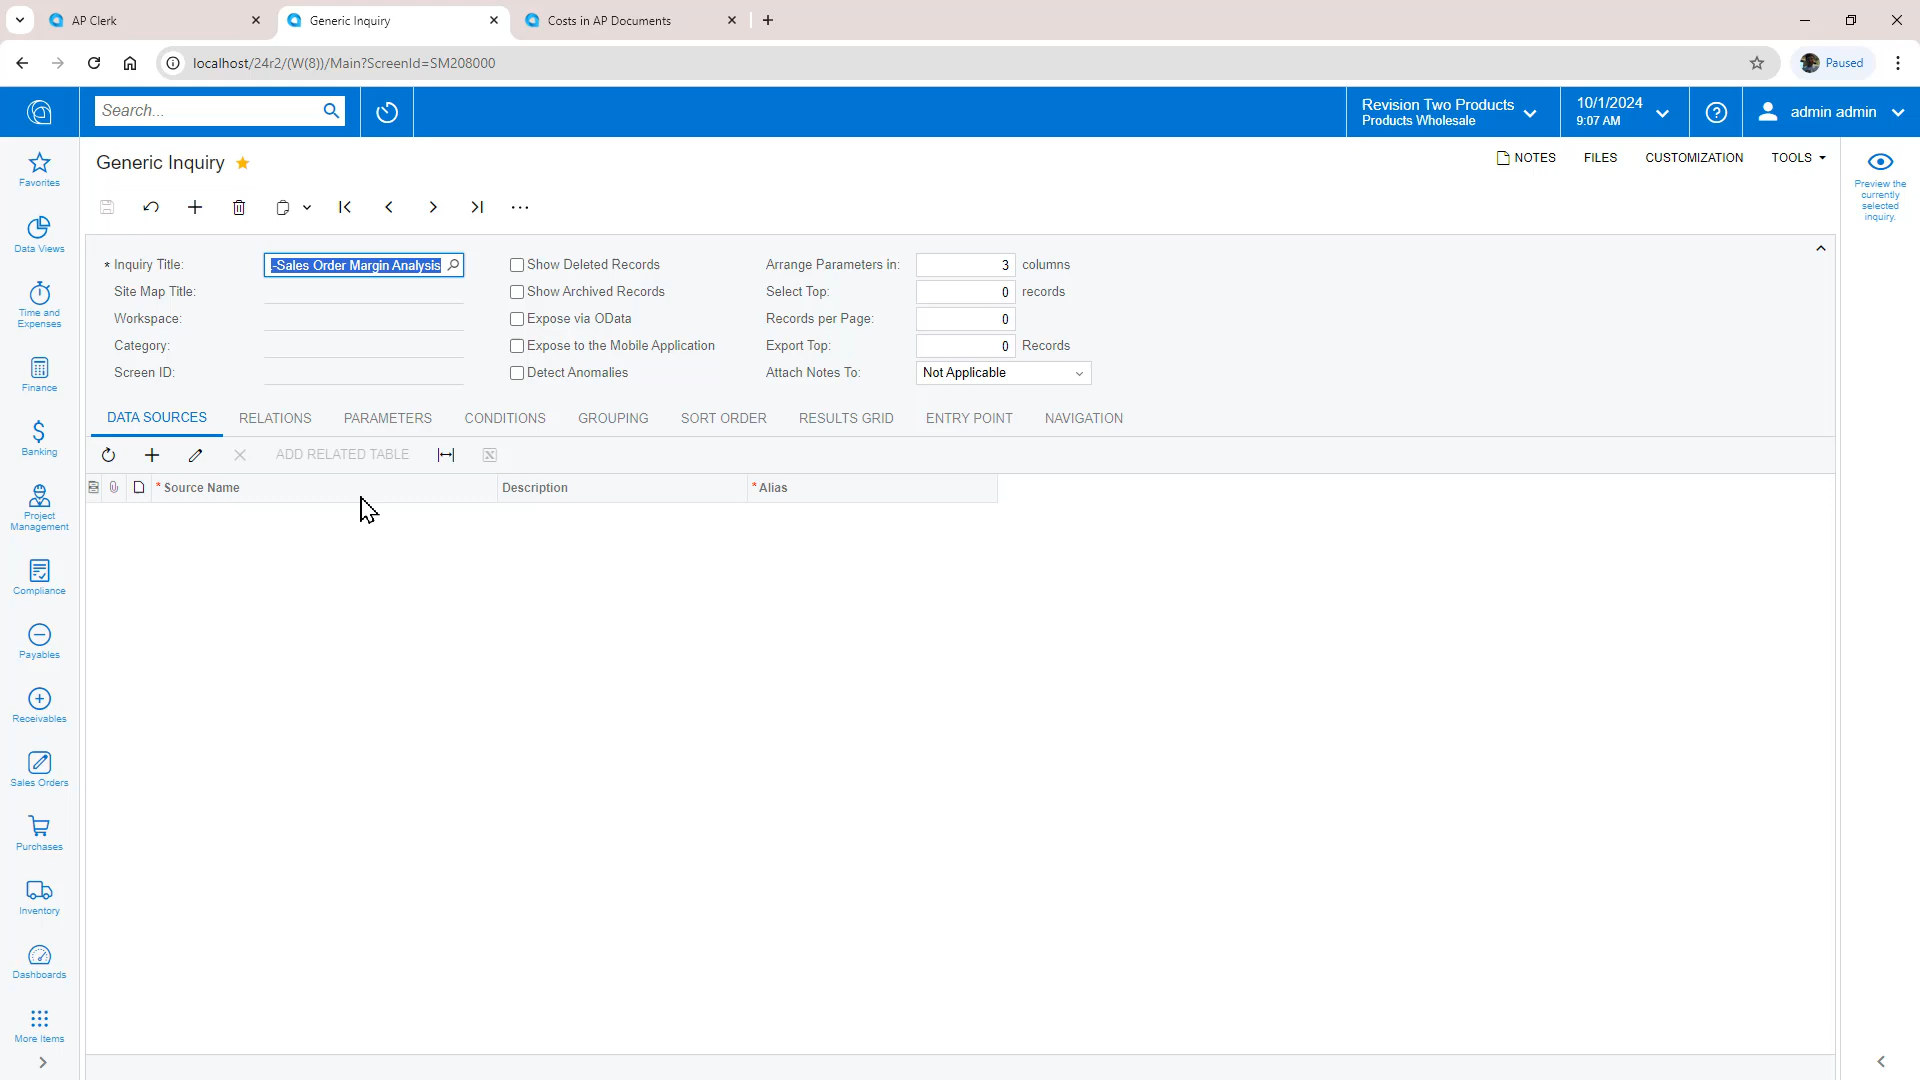 AP Clerk
Generic Inquiry
Costs in AP Documents
localhost/24r2/(W(8))/Main?ScreenId=SM208000
Paused
Search...
Revision Two Products
Products Wholesale
10/1/2024
9:07 AM
admin admin
Favorites
Data Views
Time and
Expenses
Finance
Banking
Project
Management
Compliance
Payables
Receivables
Sales Orders
Purchases
Inventory
Dashboards
More Items
Generic Inquiry
NOTES
FILES
CUSTOMIZATION
TOOLS
Preview the
currently
selected
inquiry.
* Inquiry Title:
-Sales Order Margin Analysis
Site Map Title:
Workspace:
Category:
Screen ID:
Show Deleted Records
Show Archived Records
Expose via OData
Expose to the Mobile Application
Detect Anomalies
Arrange Parameters in: 3 columns
Select Top: 0 records
Records per Page: 0
Export Top: 0 Records
Attach Notes To: Not Applicable
DATA SOURCES
RELATIONS
PARAMETERS
CONDITIONS
GROUPING
SORT ORDER
RESULTS GRID
ENTRY POINT
NAVIGATION
ADD RELATED TABLE
* Source Name
Description
* Alias